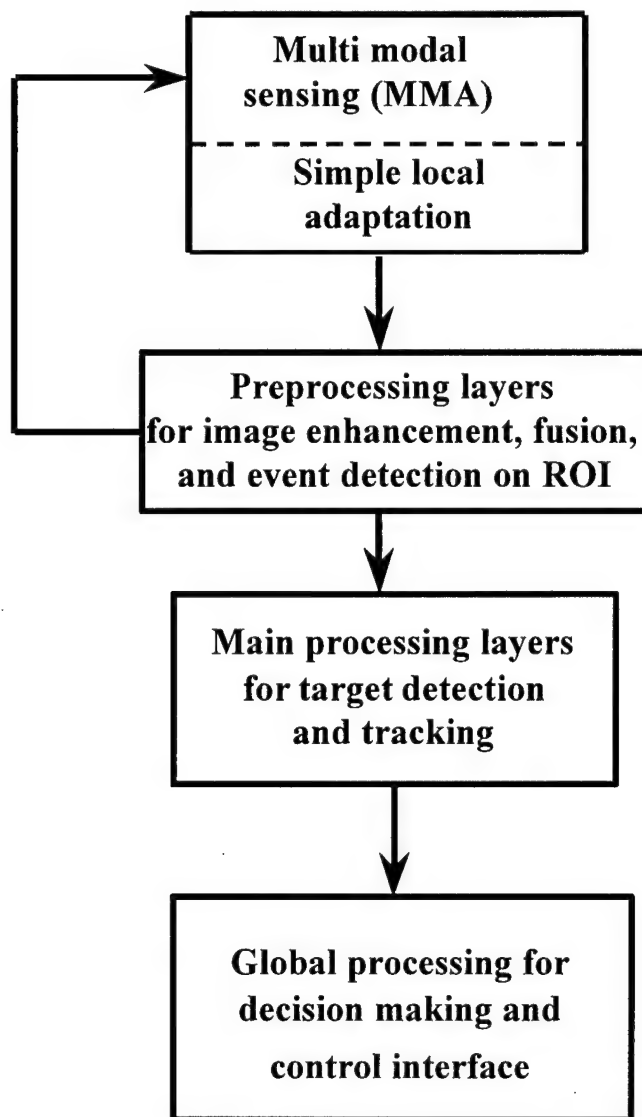 Multi modal
sensing (MMA)
Simple local
adaptation
Preprocessing layers
for image enhancement, fusion,
and event detection on ROI
Main processing layers
for target detection
and tracking
Global processing for
decision making and
control interface